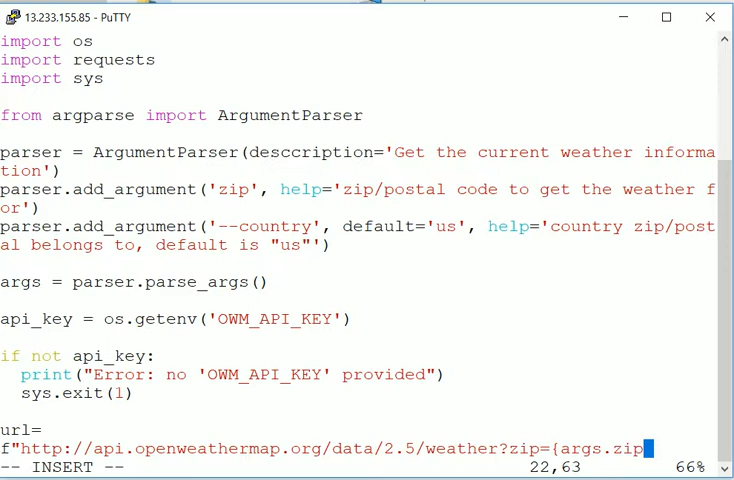 13.233.155.85 - PuTTY
import os
import requests
import sys
from argparse import ArgumentParser
parser = ArgumentParser(desccription='Get the current weather informa
tion')
parser.add_argument('zip', help='zip/postal code to get the weather f
or')
parser.add_argument('--country', default='us', help='country zip/post
al belongs to, default is "us"')
args = parser.parse_args()
api_key = os.getenv('OWM_API_KEY')
if not api_key:
  print("Error: no 'OWM_API_KEY' provided")
  sys.exit(1)
url=
f"http://api.openweathermap.org/data/2.5/weather?zip={args.zip
-- INSERT -- 22,63 66%